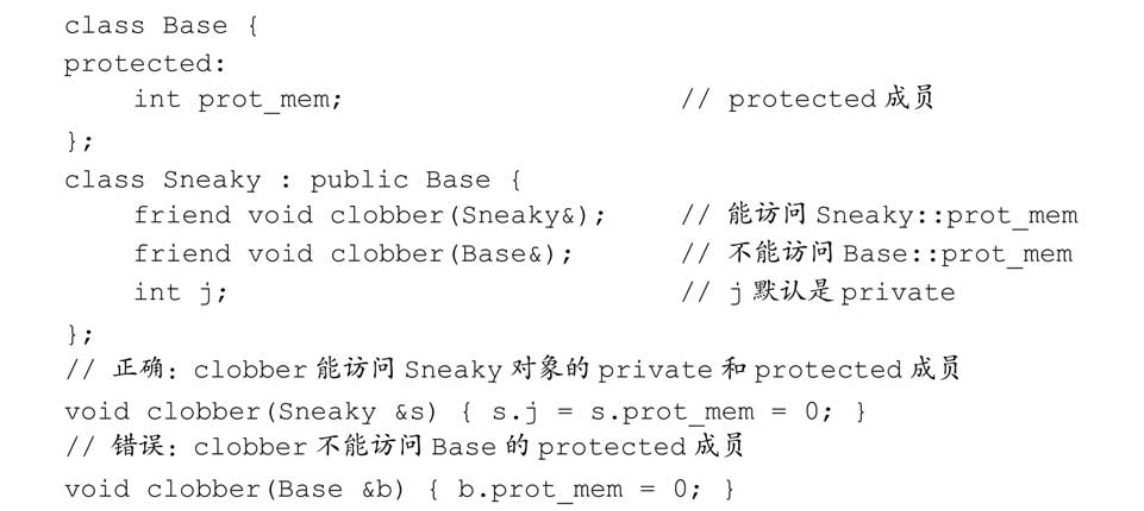 class Base {
protected:
    int prot_mem;                    // protected 成员
};
class Sneaky : public Base {
    friend void clobber(Sneaky&);    // 能访问 Sneaky::prot_mem
    friend void clobber(Base&);      // 不能访问 Base::prot_mem
    int j;                           // j 默认是 private
};
// 正确：clobber 能访问 Sneaky 对象的 private 和 protected 成员
void clobber(Sneaky &s) { s.j = s.prot_mem = 0; }
// 错误：clobber 不能访问 Base 的 protected 成员
void clobber(Base &b) { b.prot_mem = 0; }